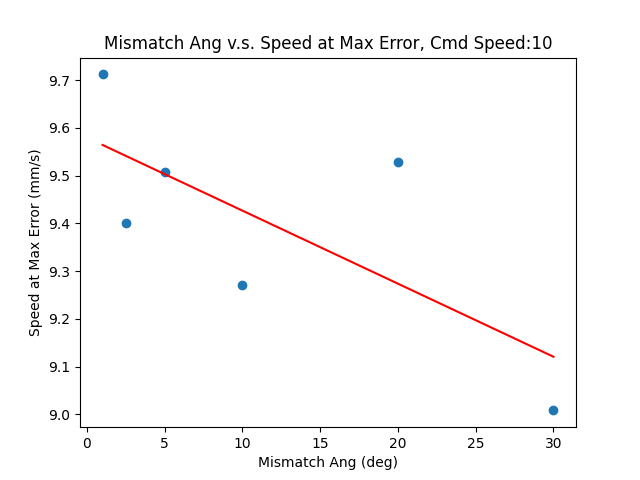 Mismatch Ang v.s. Speed at Max Error, Cmd Speed:10
9.7
9.6
9.5
9.4
9.3
9.2
9.1
9.0
Speed at Max Error (mm/s)
0 5 10 15 20 25 30
Mismatch Ang (deg)